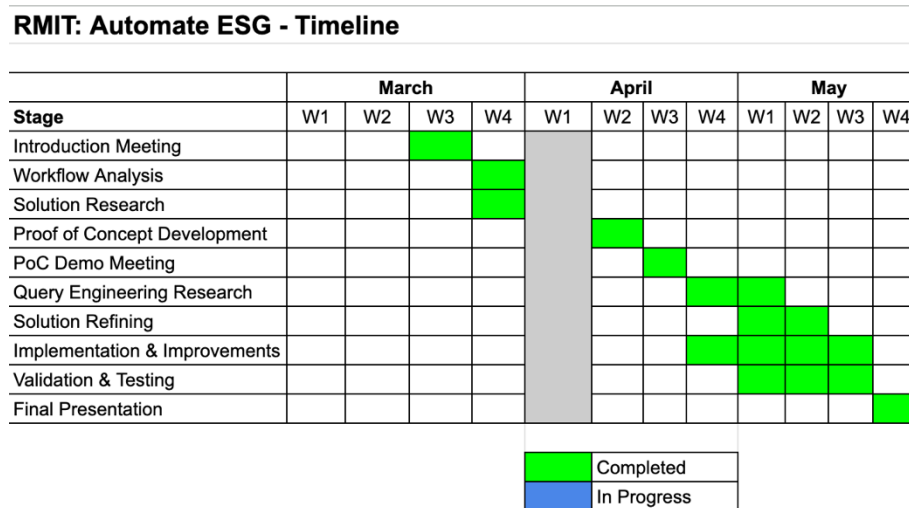 RMIT: Automate ESG - Timeline
March April May
Stage W1 W2 W3 W4 W1 W2 W3 W4 W1 W2 W3 W4
Introduction Meeting
Workflow Analysis
Solution Research
Proof of Concept Development
PoC Demo Meeting
Query Engineering Research
Solution Refining
Implementation & Improvements
Validation & Testing
Final Presentation
Completed
In Progress